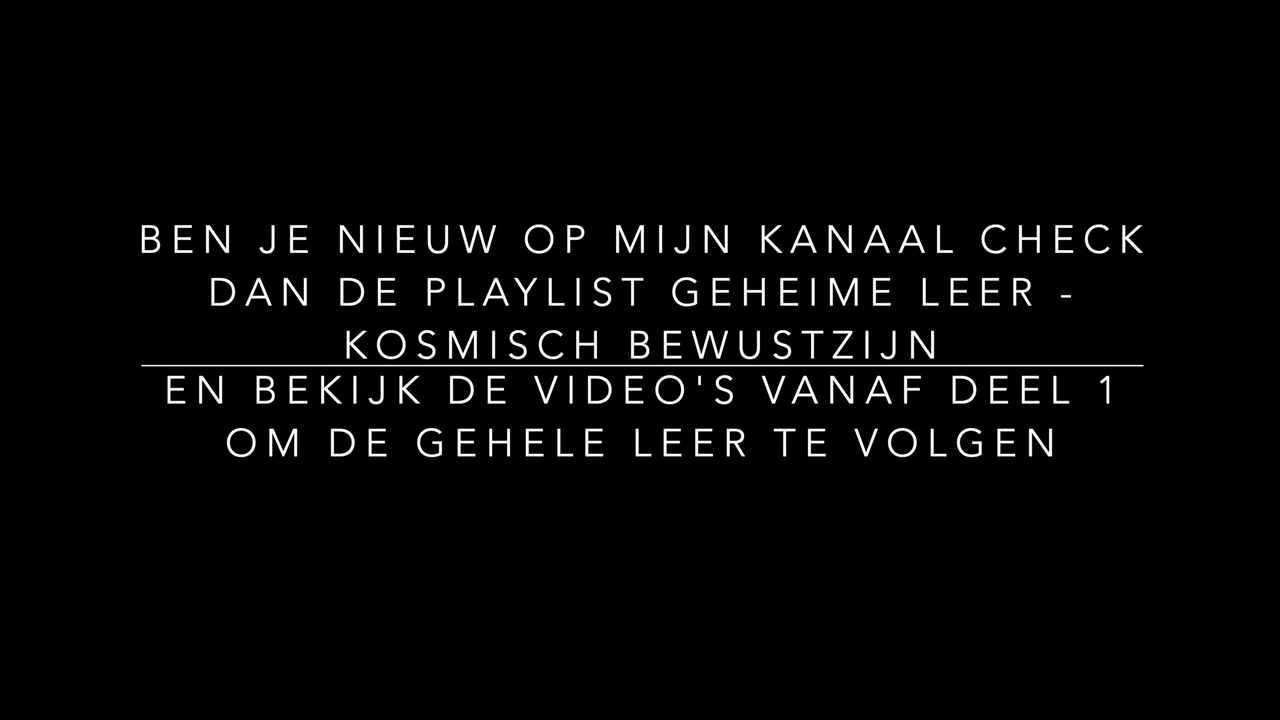 BEN JE NIEUW OP MIJN KANAAL CHECK
DAN DE PLAYLIST GEHEIME LEER -
KOSMISCH BEWUSTZIJN
EN BEKIJK DE VIDEO'S VANAF DEEL 1
OM DE GEHELE LEER TE VOLGEN